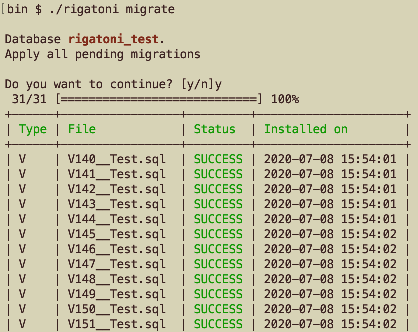 [bin $ ./rigatoni migrate
Database rigatoni_test.
Apply all pending migrations
Do you want to continue? [y/n]y
31/31 [============================] 100%
+------+----------------+---------+---------------------
| Type | File | Status | Installed on
+------+----------------+---------+---------------------
| V | V140__Test.sql | SUCCESS | 2020-07-08 15:54:01
| V | V141__Test.sql | SUCCESS | 2020-07-08 15:54:01
| V | V142__Test.sql | SUCCESS | 2020-07-08 15:54:01
| V | V143__Test.sql | SUCCESS | 2020-07-08 15:54:01
| V | V144__Test.sql | SUCCESS | 2020-07-08 15:54:01
| V | V145__Test.sql | SUCCESS | 2020-07-08 15:54:02
| V | V146__Test.sql | SUCCESS | 2020-07-08 15:54:02
| V | V147__Test.sql | SUCCESS | 2020-07-08 15:54:02
| V | V148__Test.sql | SUCCESS | 2020-07-08 15:54:02
| V | V149__Test.sql | SUCCESS | 2020-07-08 15:54:02
| V | V150__Test.sql | SUCCESS | 2020-07-08 15:54:02
| V | V151__Test.sql | SUCCESS | 2020-07-08 15:54:02